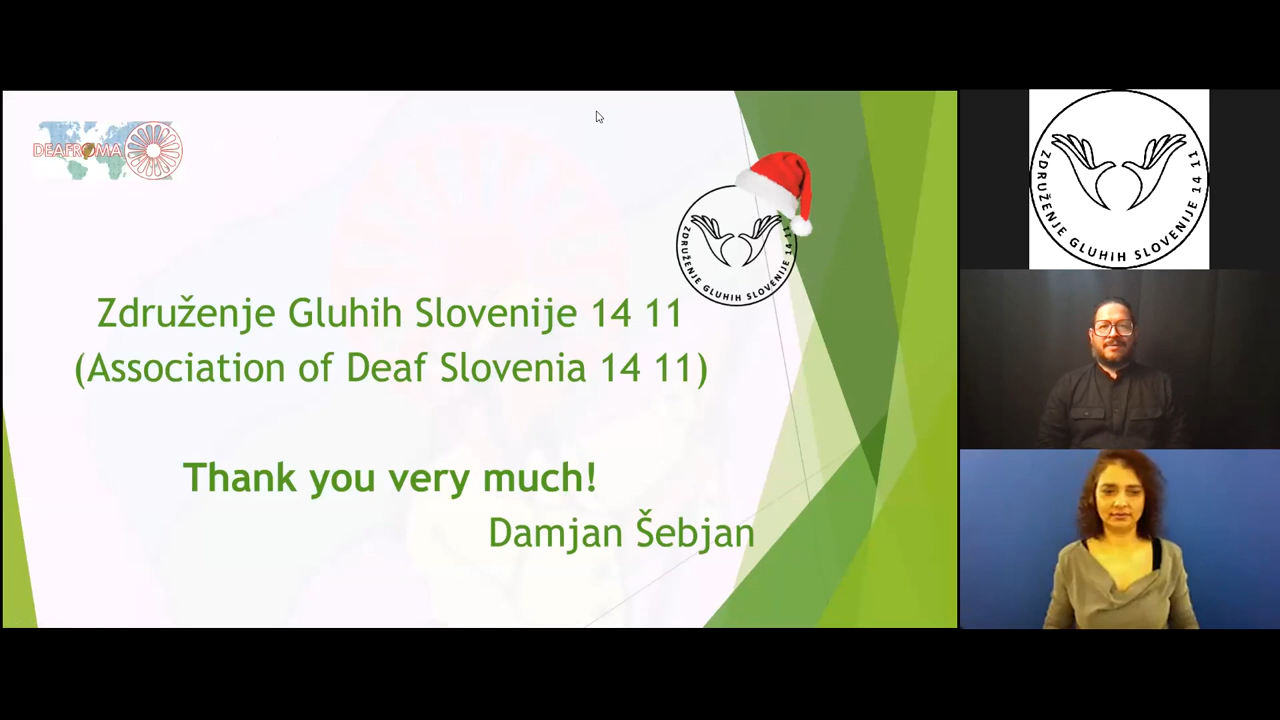 DEAFROMA
ZDRUŽENJE GLUHIH SLOVENIJE 14 11
Združenje Gluhih Slovenije 14 11
(Association of Deaf Slovenia 14 11)
Thank you very much!
Damjan Šebjan
ZDRUŽENJE GLUHIH SLOVENIJE 14 11